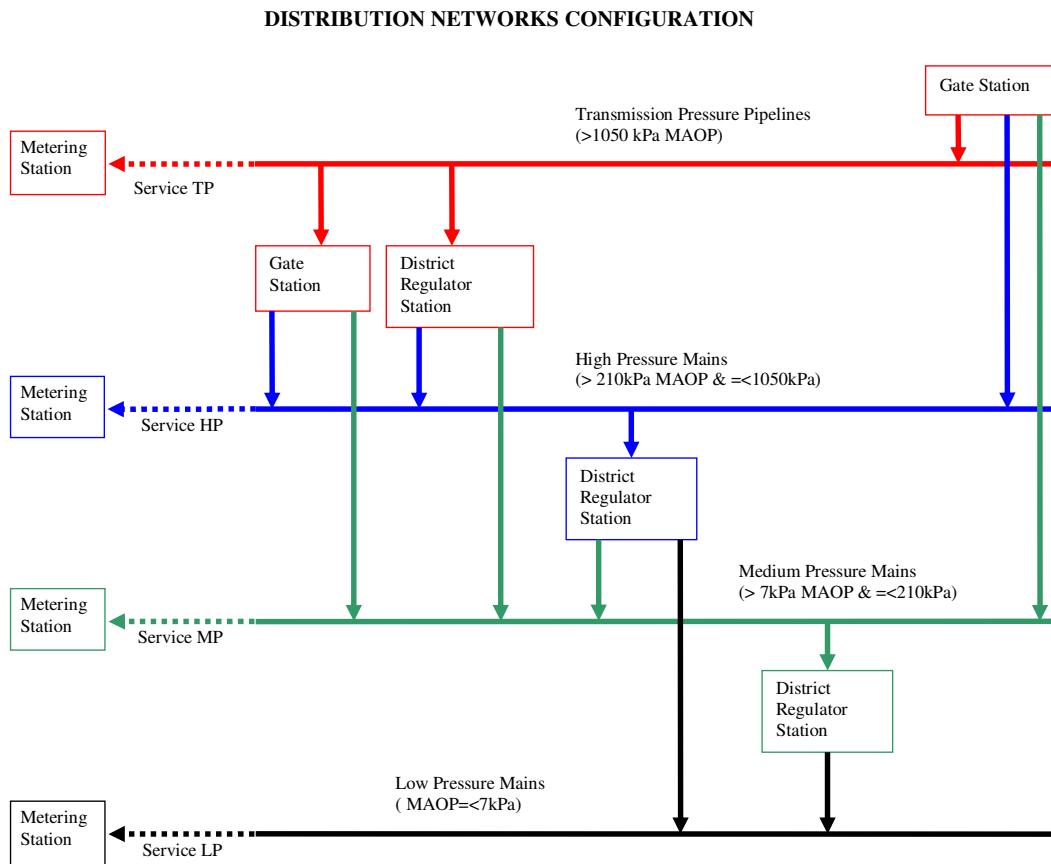 DISTRIBUTION NETWORKS CONFIGURATION
Gate Station
Transmission Pressure Pipelines
(>1050 kPa MAOP)
Metering
Station
Service TP
Gate
Station
District
Regulator
Station
High Pressure Mains
(> 210kPa MAOP & =<1050kPa)
Metering
Station
Service HP
District
Regulator
Station
Medium Pressure Mains
(> 7kPa MAOP & =<210kPa)
Metering
Station
Service MP
District
Regulator
Station
Low Pressure Mains
( MAOP=<7kPa)
Metering
Station
Service LP